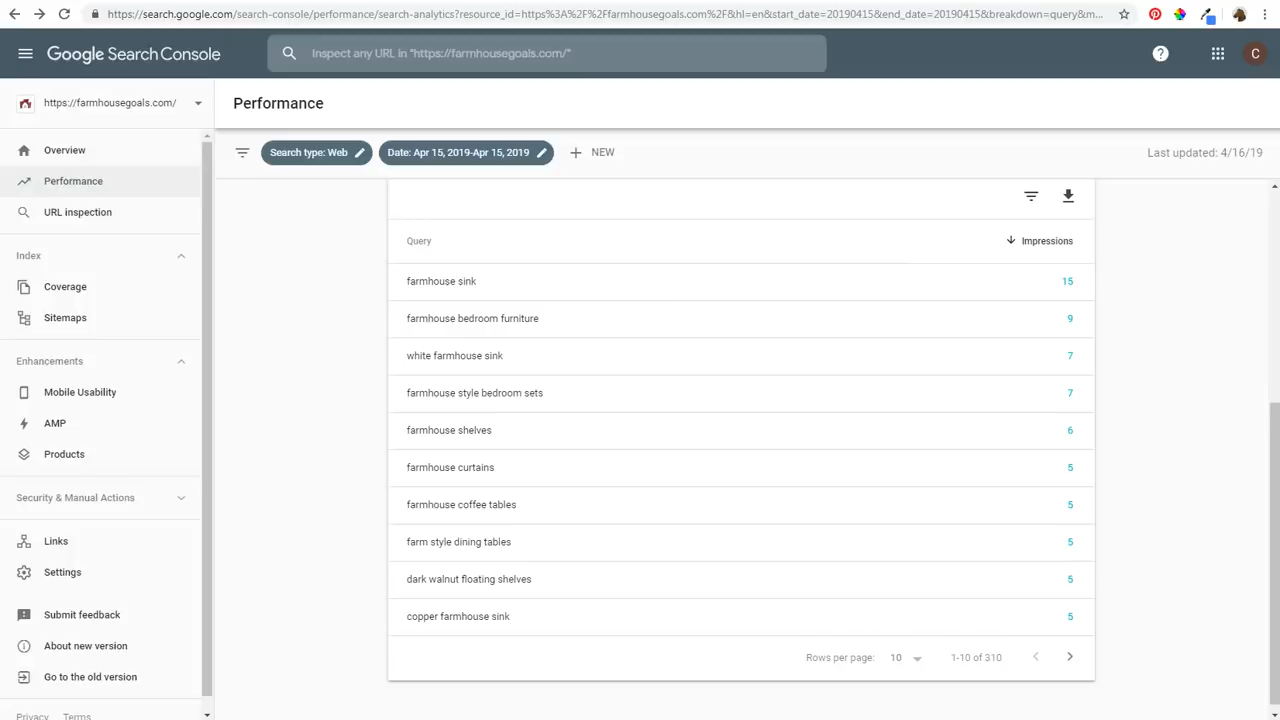 https://search.google.com/search-console/performance/search-analytics?resource_id=https%3A%2F%2Ffarmhousegoals.com%2F&hl=en&start_date=20190415&end_date=20190415&breakdown=query&m...
Google Search Console
Inspect any URL in "https://farmhousegoals.com/"
C
https://farmhousegoals.com/
Performance
Search type: Web
Date: Apr 15, 2019-Apr 15, 2019
NEW
Last updated: 4/16/19
Overview
Performance
URL inspection
Index
Coverage
Sitemaps
Enhancements
Mobile Usability
AMP
Products
Security & Manual Actions
Links
Settings
Submit feedback
About new version
Go to the old version
Privacy Terms
Query Impressions
farmhouse sink 15
farmhouse bedroom furniture 9
white farmhouse sink 7
farmhouse style bedroom sets 7
farmhouse shelves 6
farmhouse curtains 5
farmhouse coffee tables 5
farm style dining tables 5
dark walnut floating shelves 5
copper farmhouse sink 5
Rows per page: 10 1-10 of 310